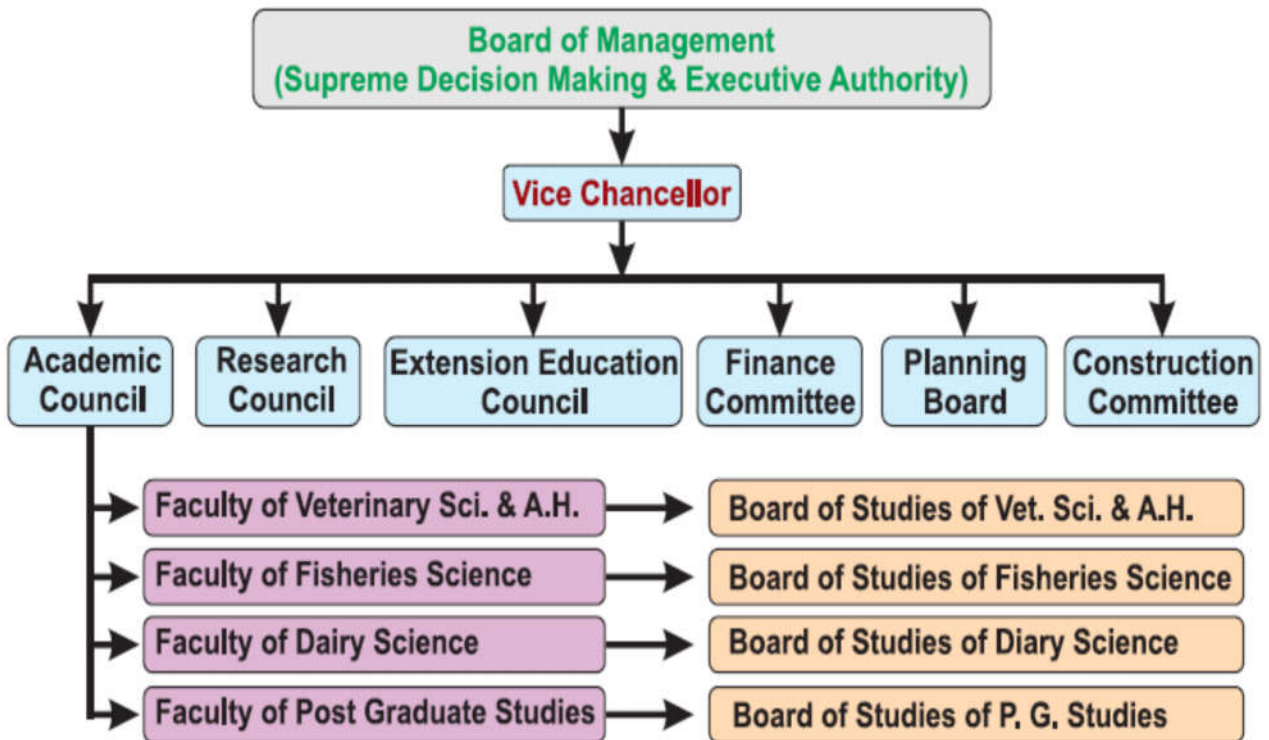 Board of Management
(Supreme Decision Making & Executive Authority)
Vice Chancellor
Academic
Council
Research
Council
Extension Education
Council
Finance
Committee
Planning
Board
Construction
Committee
Faculty of Veterinary Sci. & A.H.
Board of Studies of Vet. Sci. & A.H.
Faculty of Fisheries Science
Board of Studies of Fisheries Science
Faculty of Dairy Science
Board of Studies of Diary Science
Faculty of Post Graduate Studies
Board of Studies of P. G. Studies